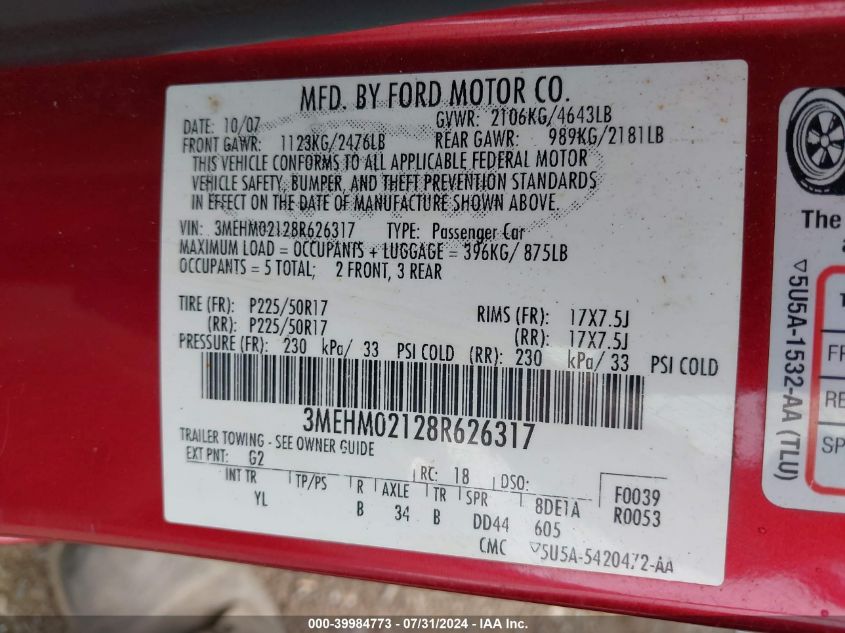 MFD. BY FORD MOTOR CO.
DATE: 10/07 GVWR: 2106KG/4643LB
FRONT GAWR: 1123KG/2476LB REAR GAWR: 989KG/2181LB
THIS VEHICLE CONFORMS TO ALL APPLICABLE FEDERAL MOTOR
VEHICLE SAFETY, BUMPER, AND THEFT PREVENTION STANDARDS
IN EFFECT ON THE DATE OF MANUFACTURE SHOWN ABOVE.
VIN: 3MEHM02128R626317 TYPE: Passenger Car
MAXIMUM LOAD = OCCUPANTS + LUGGAGE = 396KG/ 875LB
OCCUPANTS = 5 TOTAL; 2 FRONT, 3 REAR
TIRE (FR): P225/50R17 RIMS (FR): 17X7.5J
(RR): P225/50R17 (RR): 17X7.5J
PRESSURE (FR): 230 kPa/ 33 PSI COLD (RR): 230 kPa/ 33 PSI COLD
3MEHM02128R626317
TRAILER TOWING - SEE OWNER GUIDE
EXT PNT: G2 RC: 18 DSO:
INT TR TP/PS R AXLE TR SPR 8DE1A F0039
YL B 34 B DD44 605 R0053
CMC ▽5U5A-5420472-AA
The
▽5U5A-1532-AA (TLU)
000-39984773 - 07/31/2024 - IAA Inc.